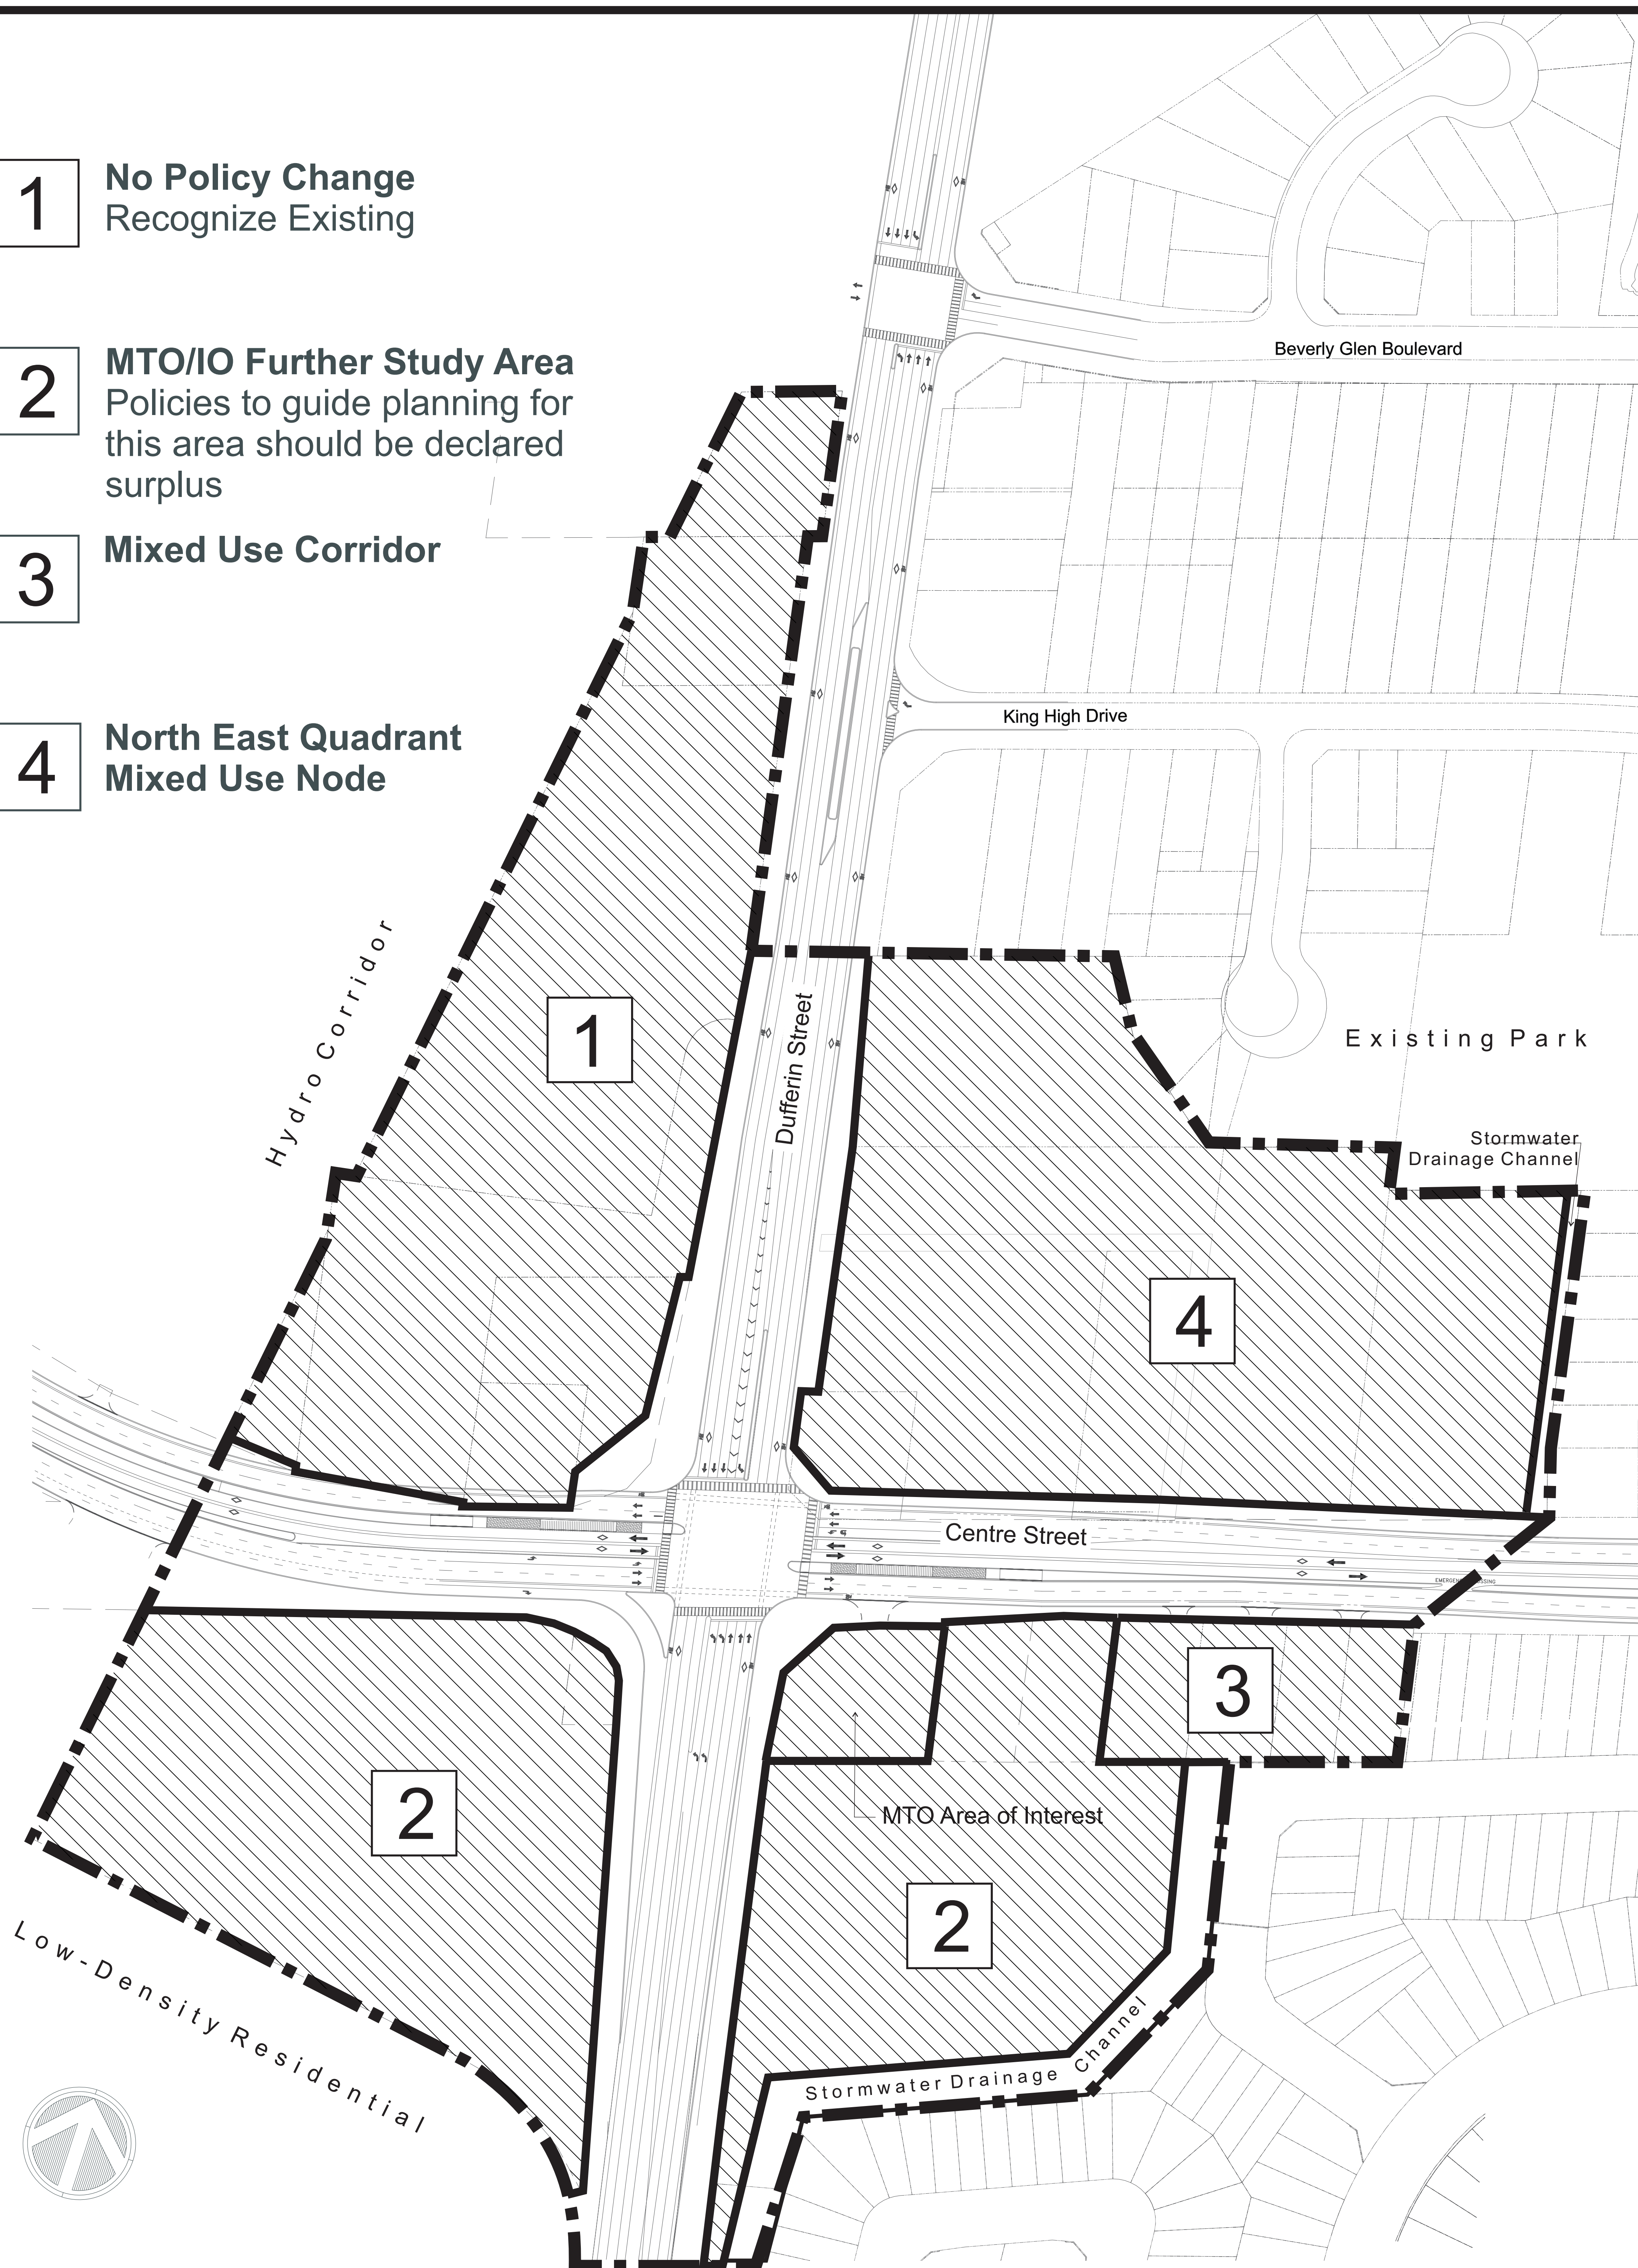 1
No Policy Change
Recognize Existing
2
MTO/IO Further Study Area
Policies to guide planning for
this area should be declared
surplus
3
Mixed Use Corridor
4
North East Quadrant
Mixed Use Node
Beverly Glen Boulevard
King High Drive
Hydro Corridor
1
Dufferin Street
Existing Park
Stormwater
Drainage Channel
4
Centre Street
3
2
MTO Area of Interest
2
Low-Density Residential
Stormwater Drainage Channel